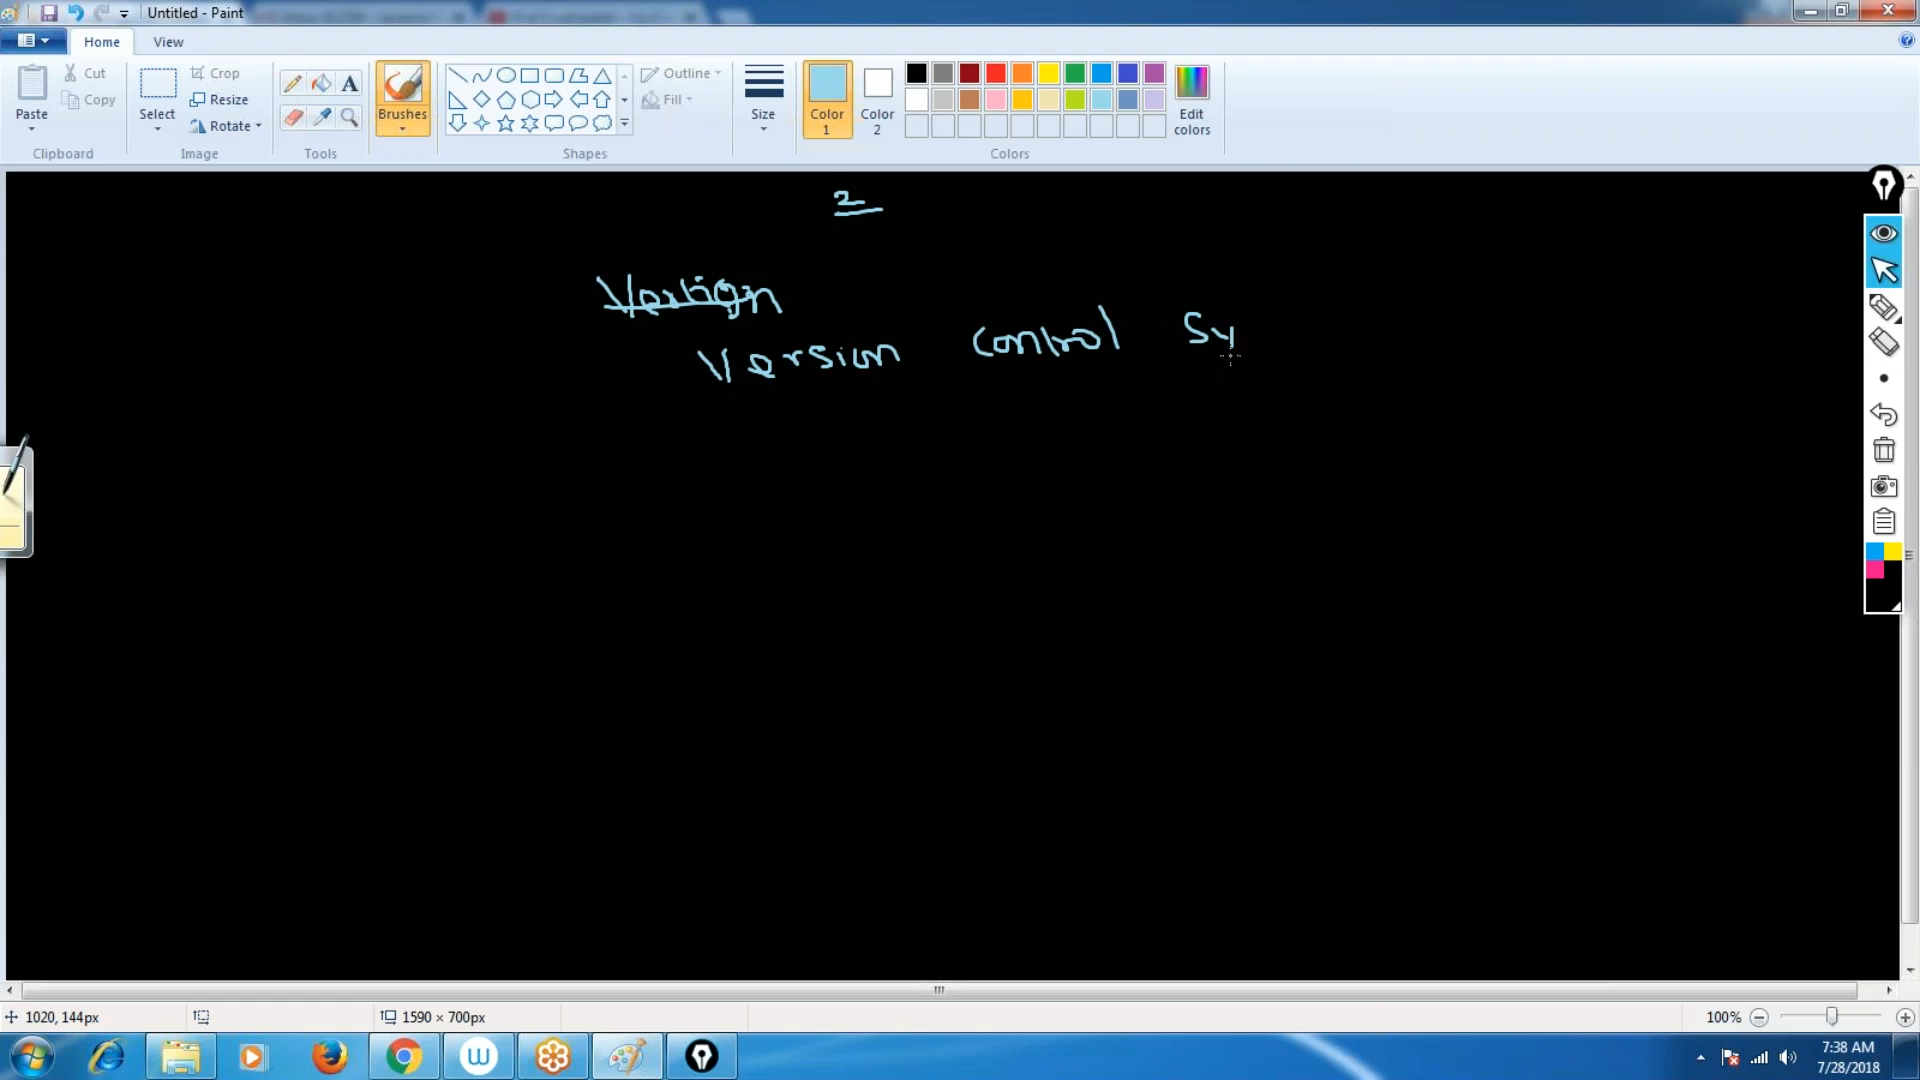 Untitled - Paint
Home View
Paste
Cut
Copy
Clipboard
Select
Crop
Resize
Rotate
Image
A
Tools
Brushes
Shapes
Outline
Fill
Size
Color 1
Color 2
Edit colors
Colors
2
Version Control Sy
1020, 144px
1590 × 700px
100%
W
7:38 AM
7/28/2018